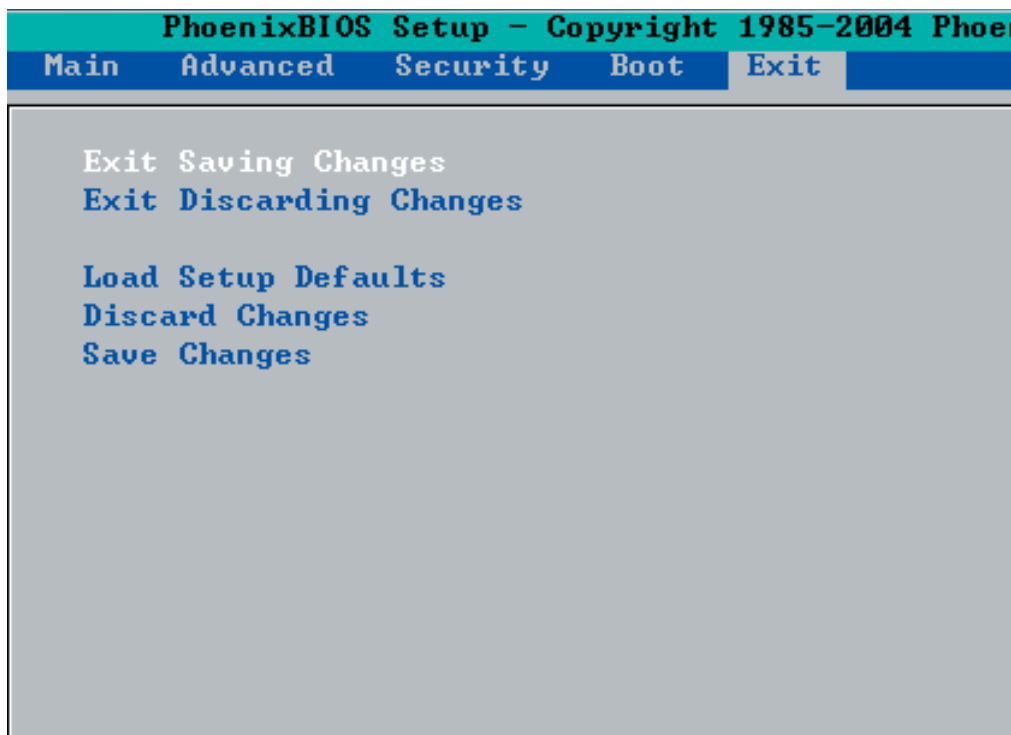 PhoenixBIOS Setup - Copyright 1985-2004
Main Advanced Security Boot Exit
Exit Saving Changes
Exit Discarding Changes
Load Setup Defaults
Discard Changes
Save Changes